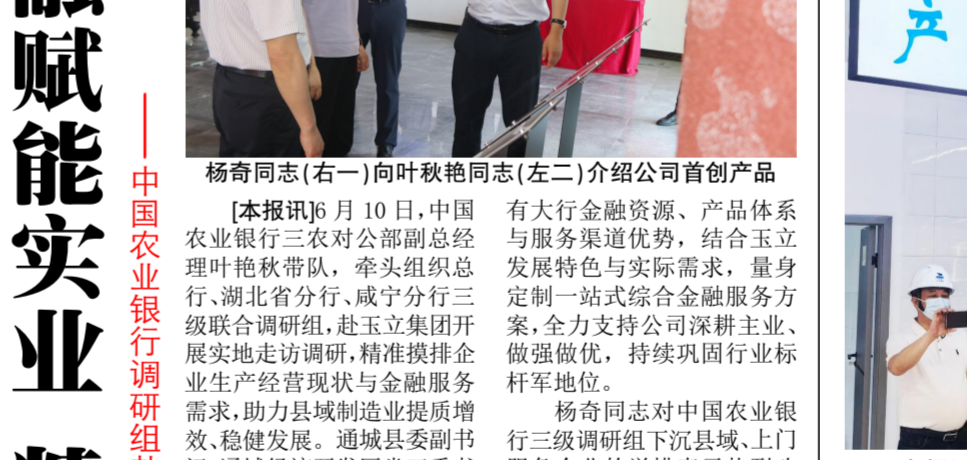 赋能实业
——中国农业银行调研组
杨奇同志(右一)向叶秋艳同志(左二)介绍公司首创产品
[本报讯]6月10日,中国
农业银行三农对公部副总经
理叶艳秋带队，牵头组织总
行、湖北省分行、咸宁分行三
级联合调研组,赴玉立集团开
展实地走访调研,精准摸排企
业生产经营现状与金融服务
需求,助力县域制造业提质增
效、稳健发展。通城县委副书
有大行金融资源、产品体系
与服务渠道优势，结合玉立
发展特色与实际需求，量身
定制一站式综合金融服务方
案,全力支持公司深耕主业、
做强做优，持续巩固行业标
杆军地位。
杨奇同志对中国农业银
行三级调研组下沉县域、上门
产